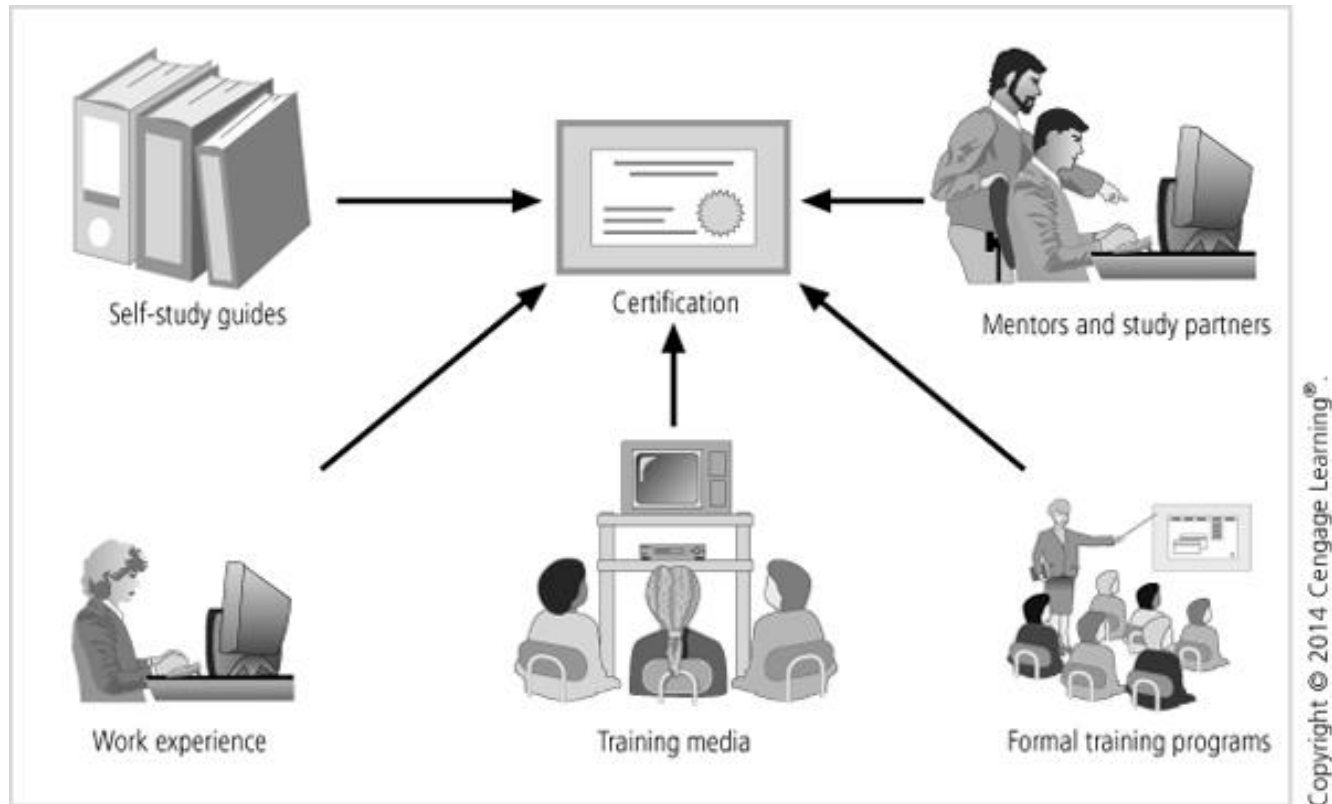 Self-study guides
Certification
Mentors and study partners
Work experience
Training media
Formal training programs
Copyright © 2014 Cengage Learning®.